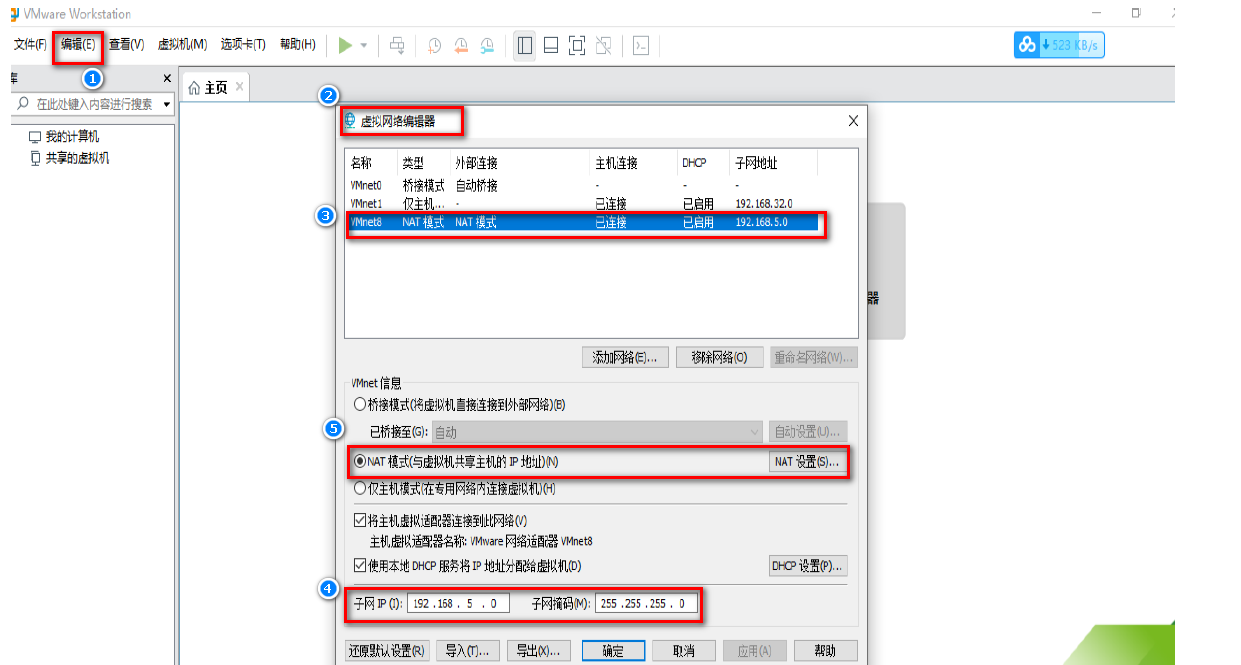 VMware Workstation
文件(F) 编辑(E) 查看(V) 虚拟机(M) 选项卡(T) 帮助(H)
523 KB/s
1
库
主页
2
在此处键入内容进行搜索
虚拟网络编辑器
我的计算机
共享的虚拟机
名称 类型 外部连接 主机连接 DHCP 子网地址
VMnet0 桥接模式 自动桥接 - - -
VMnet1 仅主机... - 已连接 已启用 192.168.32.0
3
VMnet8 NAT 模式 NAT 模式 已连接 已启用 192.168.5.0
器
添加网络(E)... 移除网络(O) 重命名网络(W)...
VMnet 信息
桥接模式(将虚拟机直接连接到外部网络)(B)
5
已桥接至(G): 自动 自动设置(U)...
NAT 模式(与虚拟机共享主机的 IP 地址)(N) NAT 设置(S)...
仅主机模式(在专用网络内连接虚拟机)(H)
将主机虚拟适配器连接到此网络(V)
主机虚拟适配器名称: VMware 网络适配器 VMnet8
使用本地 DHCP 服务将 IP 地址分配给虚拟机(D) DHCP 设置(P)...
4
子网 IP (I): 192 .168 . 5 . 0 子网掩码(M): 255 .255 .255 . 0
还原默认设置(R) 导入(T)... 导出(X)... 确定 取消 应用(A) 帮助